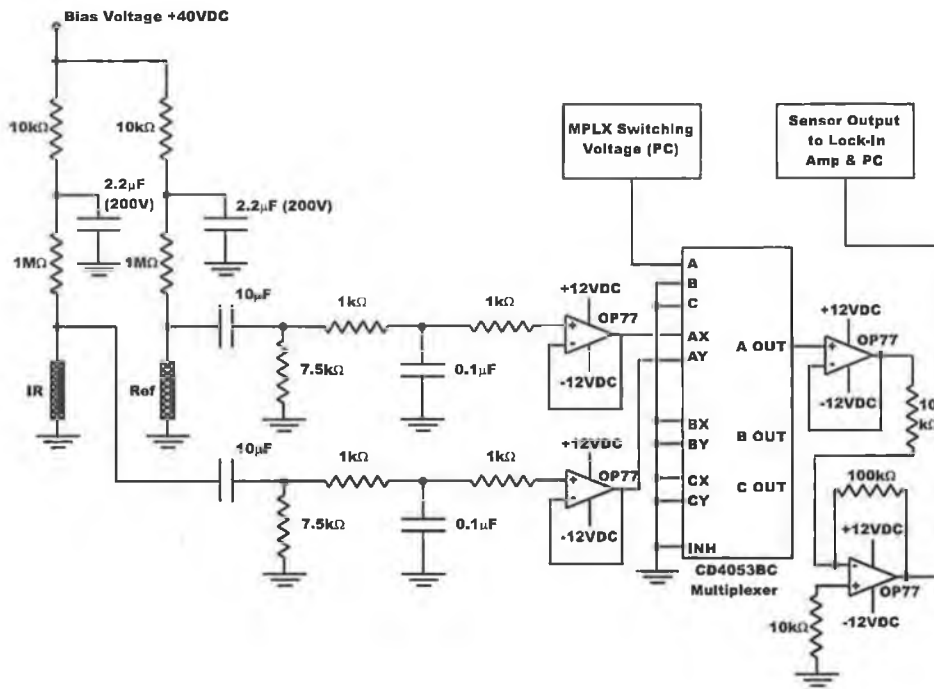 Bias Voltage +40VDC
10kΩ
10kΩ
2.2µF
(200V)
2.2µF (200V)
1MΩ
1MΩ
IR
Ref
10µF
1kΩ
1kΩ
7.5kΩ
0.1µF
+12VDC
OP77
-12VDC
10µF
1kΩ
1kΩ
7.5kΩ
0.1µF
+12VDC
OP77
-12VDC
MPLX Switching
Voltage (PC)
Sensor Output
to Lock-In
Amp & PC
A
B
C
AX
AY
BX
BY
CX
CY
INH
A OUT
B OUT
C OUT
CD4053BC
Multiplexer
+12VDC
OP77
-12VDC
10
kΩ
100kΩ
+12VDC
OP77
-12VDC
10kΩ